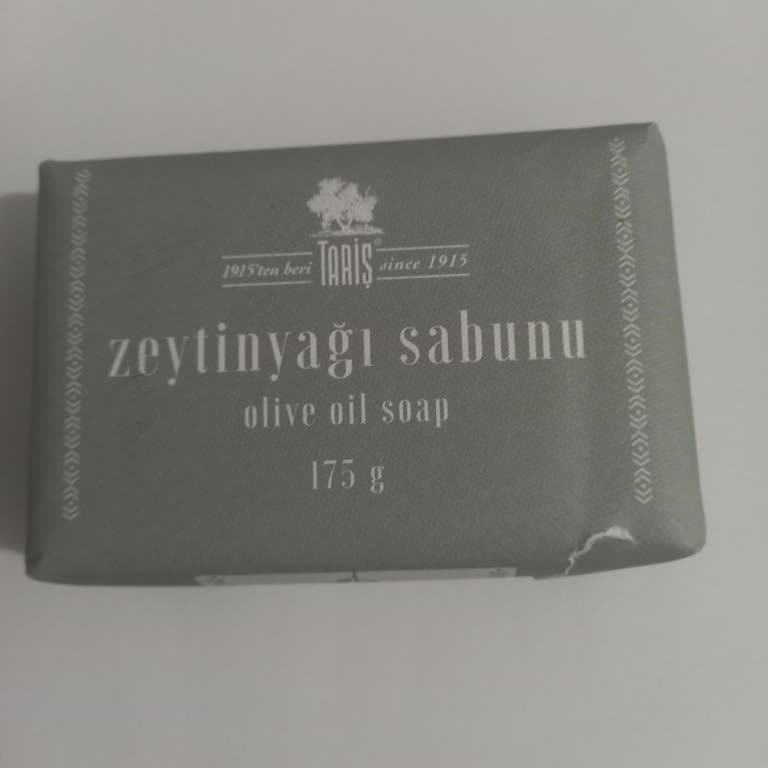 1915'ten beri TARİŞ® since 1915
zeytinyağı sabunu
olive oil soap
175 g